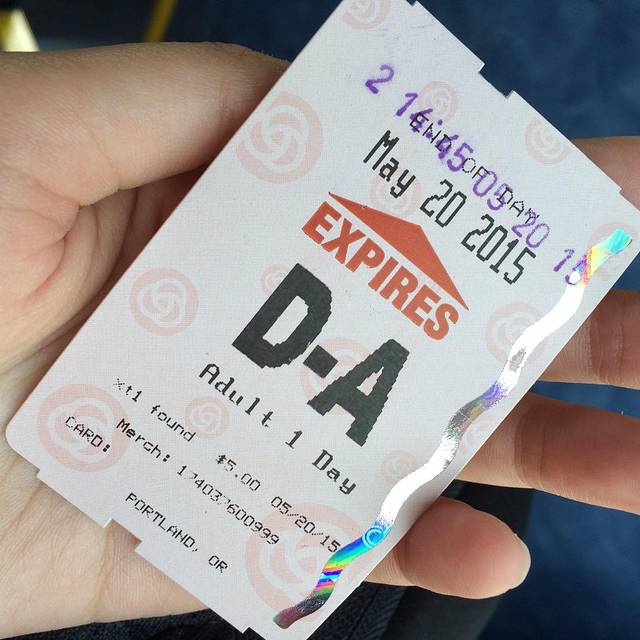 2 14:45 05 20 15
END OF DAY
May 20 2015
EXPIRES
D-A
Adult 1 Day
xt1 found $5.00 05/20/15
CARD: Merch: 174037600999
PORTLAND, OR